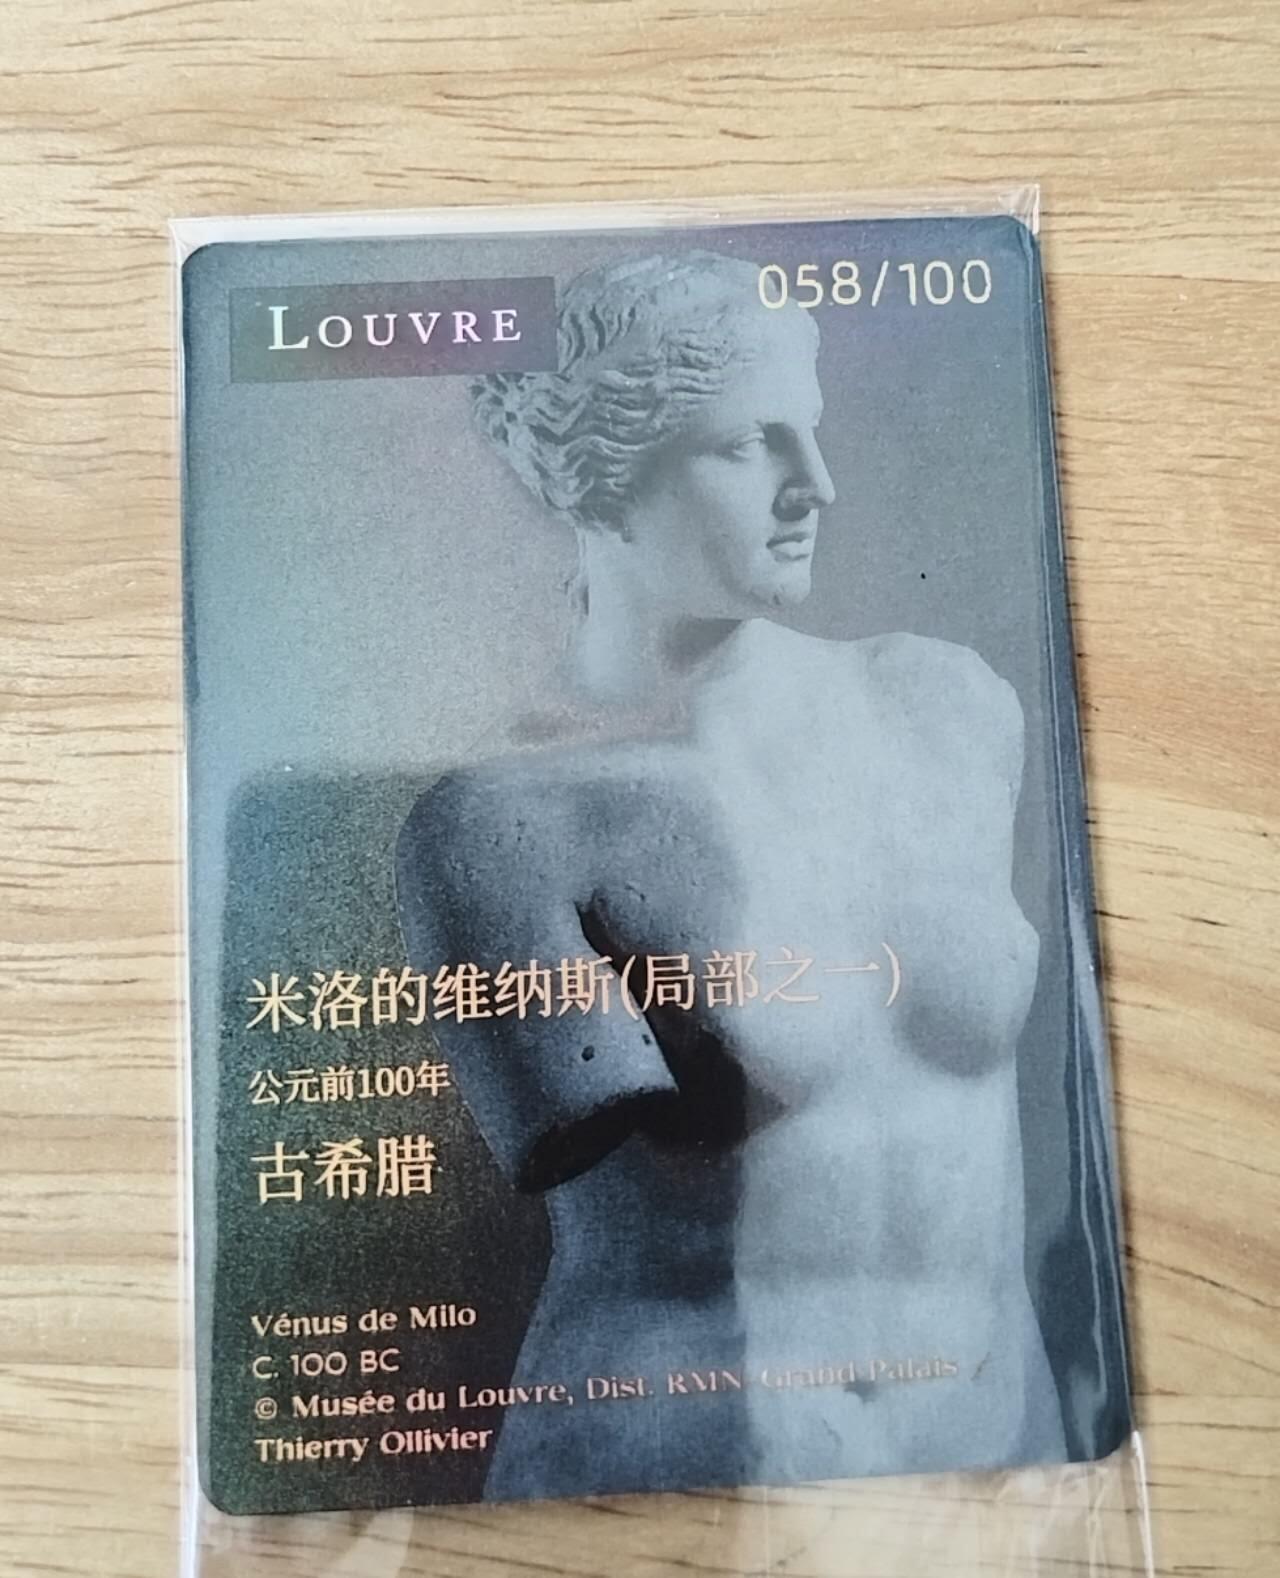 LOUVRE
058/100
米洛的维纳斯(局部之一)
公元前100年
古希腊
Vénus de Milo
C. 100 BC
© Musée du Louvre, Dist. RMN- Grand Palais
Thierry Ollivier